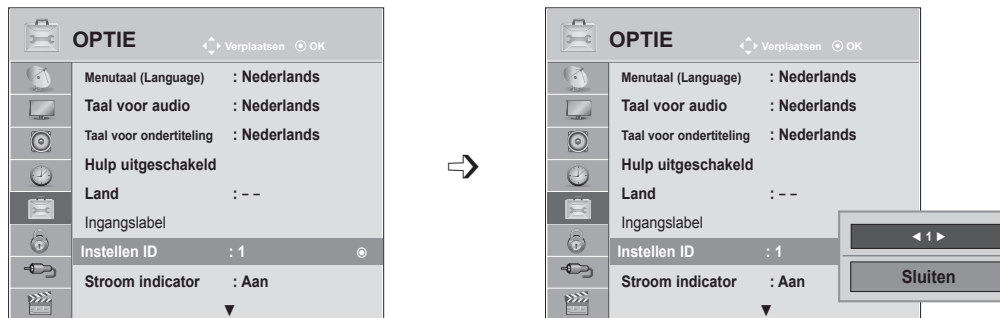 OPTIE
Verplaatsen OK
Menutaal (Language) : Nederlands
Taal voor audio : Nederlands
Taal voor ondertiteling : Nederlands
Hulp uitgeschakeld
Land : – –
Ingangslabel
Instellen ID : 1
Stroom indicator : Aan
▼
OPTIE
Verplaatsen OK
Menutaal (Language) : Nederlands
Taal voor audio : Nederlands
Taal voor ondertiteling : Nederlands
Hulp uitgeschakeld
Land : – –
Ingangslabel
Instellen ID : 1
Stroom indicator : Aan
▼
◀ 1 ▶
Sluiten